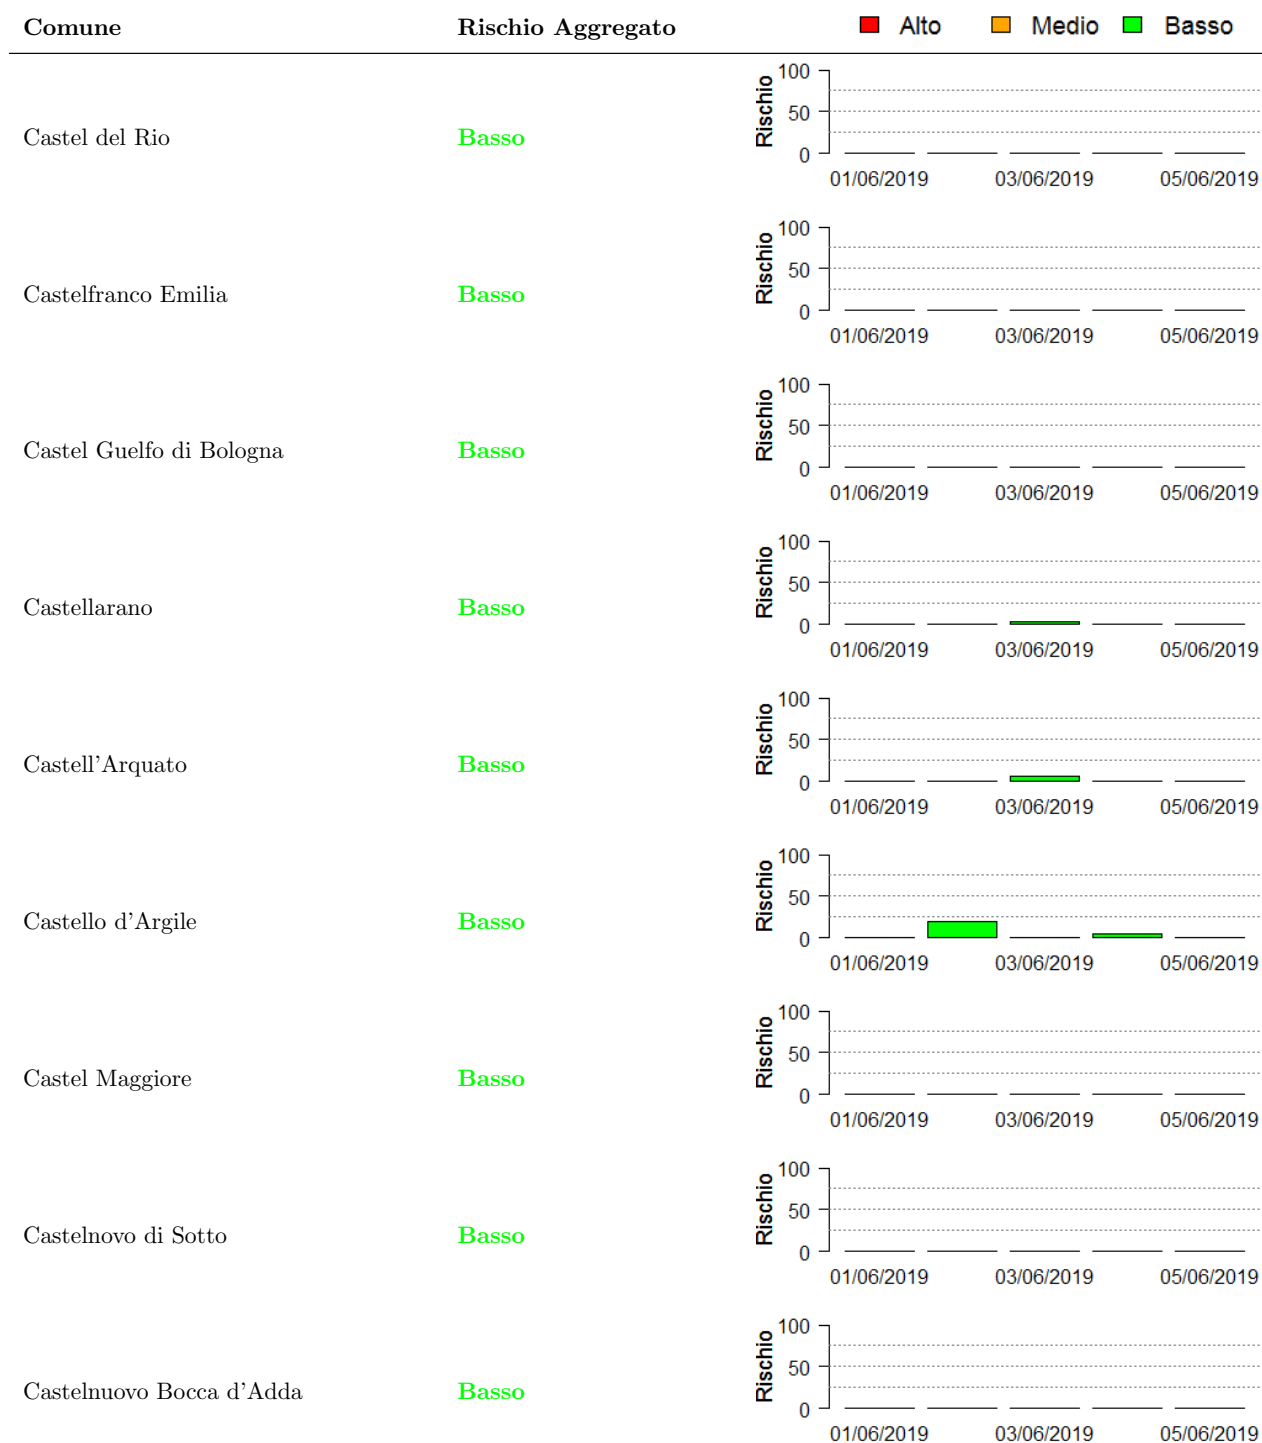 Comune Rischio Aggregato Alto Medio Basso
100
50
0
Rischio
Castel del Rio Basso
01/06/2019 03/06/2019 05/06/2019
100
50
0
Rischio
Castelfranco Emilia Basso
01/06/2019 03/06/2019 05/06/2019
100
50
0
Rischio
Castel Guelfo di Bologna Basso
01/06/2019 03/06/2019 05/06/2019
100
50
0
Rischio
Castellarano Basso
01/06/2019 03/06/2019 05/06/2019
100
50
0
Rischio
Castell'Arquato Basso
01/06/2019 03/06/2019 05/06/2019
100
50
0
Rischio
Castello d'Argile Basso
01/06/2019 03/06/2019 05/06/2019
100
50
0
Rischio
Castel Maggiore Basso
01/06/2019 03/06/2019 05/06/2019
100
50
0
Rischio
Castelnovo di Sotto Basso
01/06/2019 03/06/2019 05/06/2019
100
50
0
Rischio
Castelnuovo Bocca d'Adda Basso
01/06/2019 03/06/2019 05/06/2019